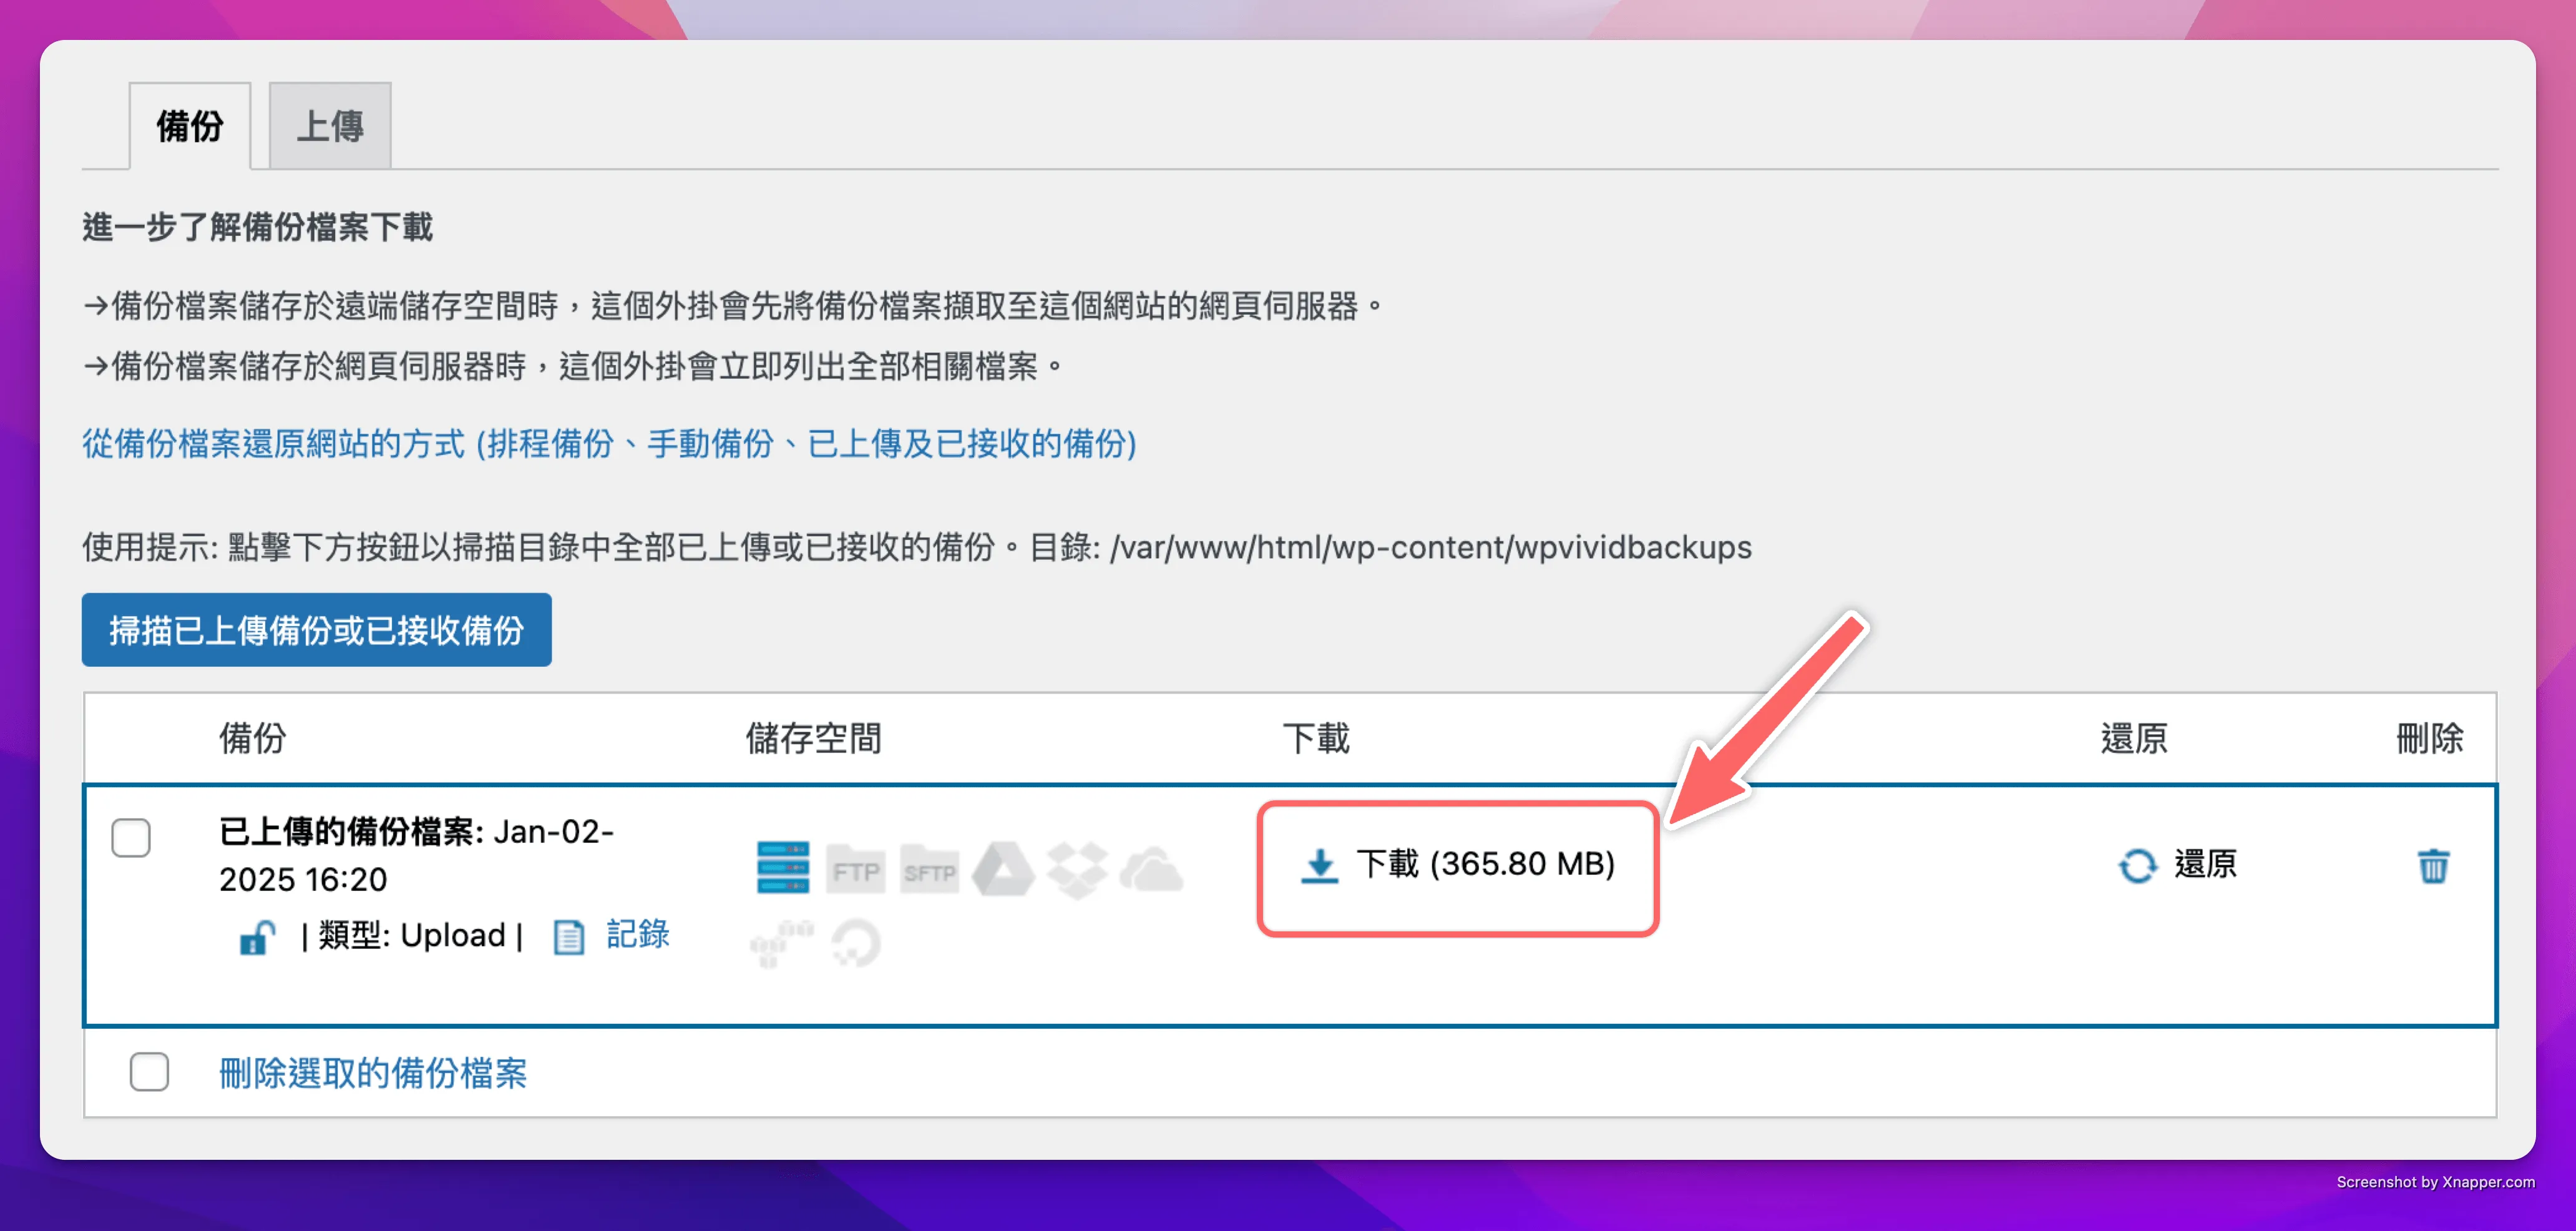 備份 上傳
進一步了解備份檔案下載
→備份檔案儲存於遠端儲存空間時，這個外掛會先將備份檔案擷取至這個網站的網頁伺服器。
→備份檔案儲存於網頁伺服器時，這個外掛會立即列出全部相關檔案。
從備份檔案還原網站的方式 (排程備份、手動備份、已上傳及已接收的備份)
使用提示: 點擊下方按鈕以掃描目錄中全部已上傳或已接收的備份。目錄: /var/www/html/wp-content/wpvividbackups
掃描已上傳備份或已接收備份
備份 儲存空間 下載 還原 刪除
已上傳的備份檔案: Jan-02-
2025 16:20
| 類型: Upload | 記錄
FTP SFTP
下載 (365.80 MB)
還原
刪除選取的備份檔案
Screenshot by Xnapper.com